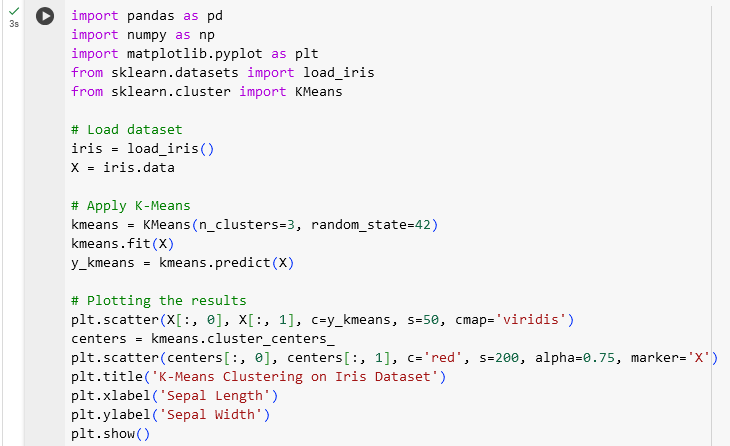 3s
import pandas as pd
import numpy as np
import matplotlib.pyplot as plt
from sklearn.datasets import load_iris
from sklearn.cluster import KMeans
# Load dataset
iris = load_iris()
X = iris.data
# Apply K-Means
kmeans = KMeans(n_clusters=3, random_state=42)
kmeans.fit(X)
y_kmeans = kmeans.predict(X)
# Plotting the results
plt.scatter(X[:, 0], X[:, 1], c=y_kmeans, s=50, cmap='viridis')
centers = kmeans.cluster_centers_
plt.scatter(centers[:, 0], centers[:, 1], c='red', s=200, alpha=0.75, marker='X')
plt.title('K-Means Clustering on Iris Dataset')
plt.xlabel('Sepal Length')
plt.ylabel('Sepal Width')
plt.show()